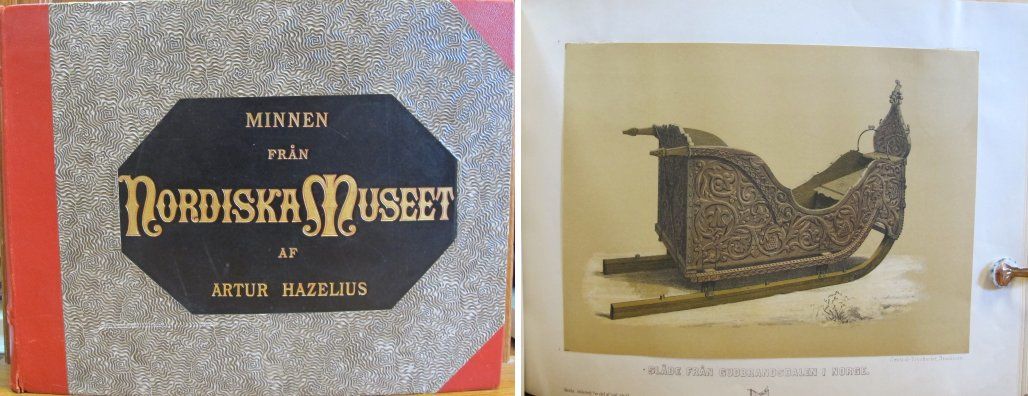 MINNEN
FRÅN
NORDISKA MUSEET
AF
ARTUR HAZELIUS
SLÄDE FRÅN GUDBRANDSDALEN I NORGE.